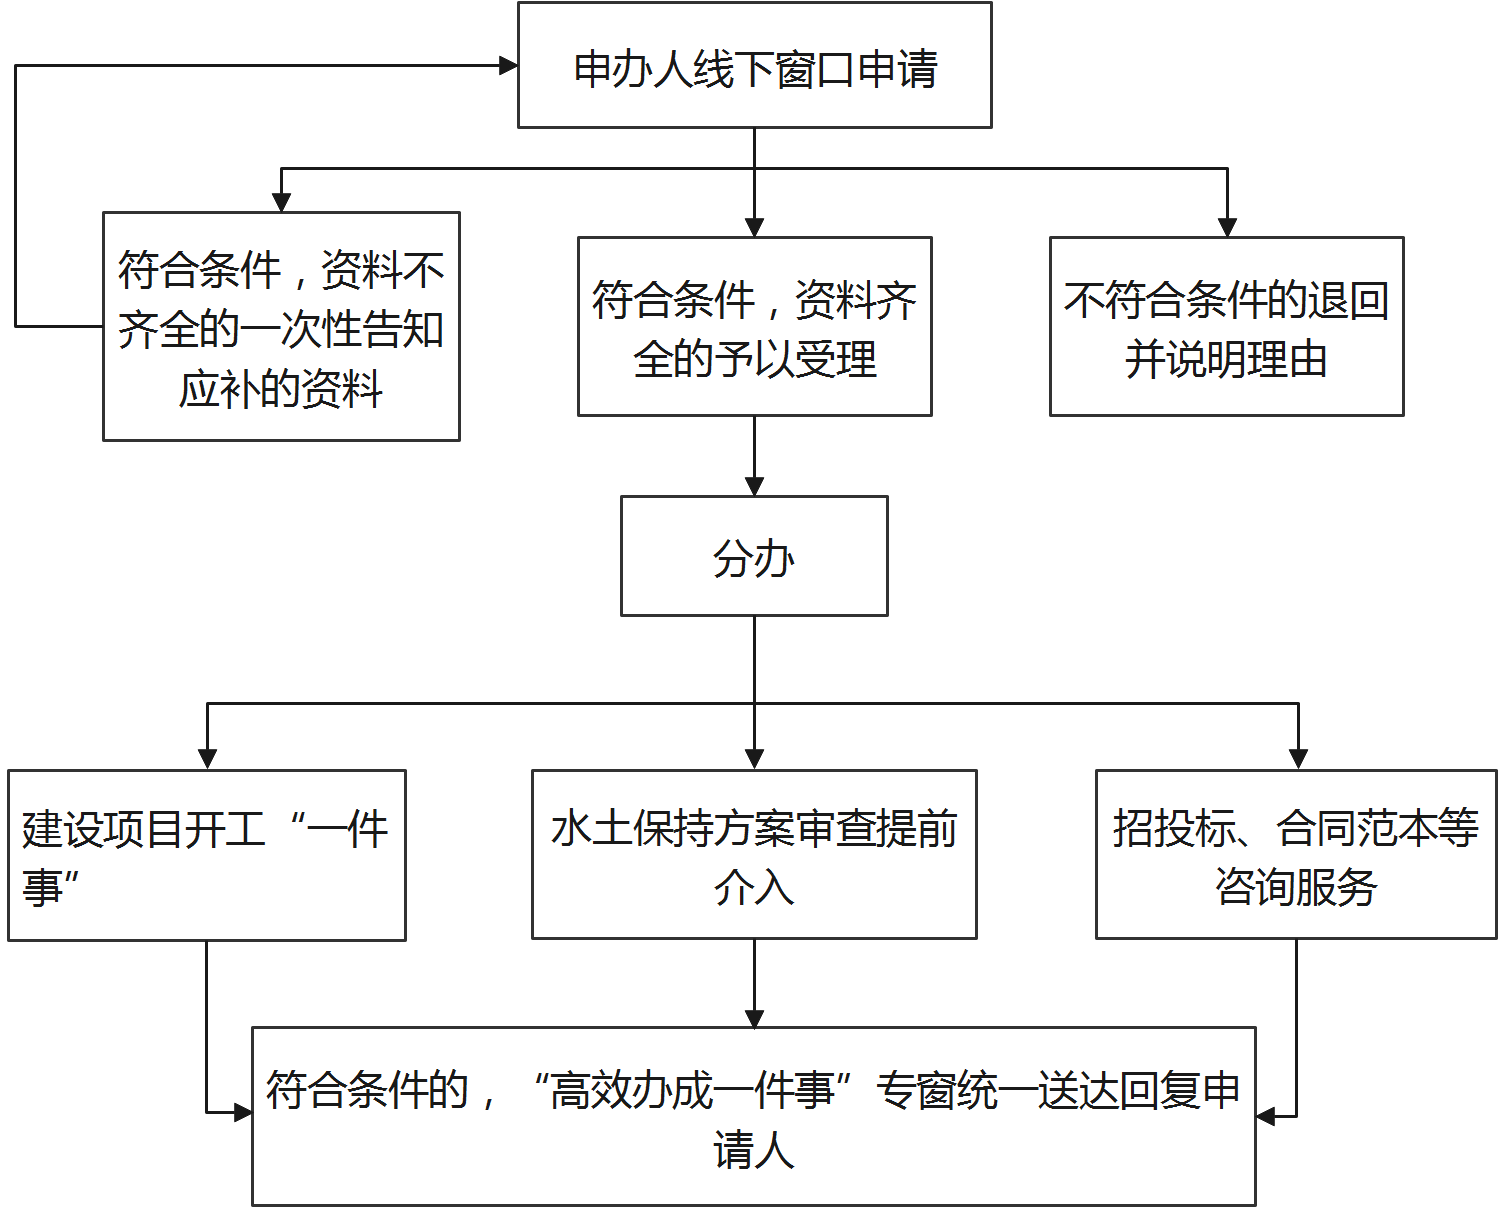 申办人线下窗口申请
符合条件，资料不
齐全的一次性告知
应补的资料
符合条件，资料齐
全的予以受理
不符合条件的退回
并说明理由
分办
建设项目开工“一件
事”
水土保持方案审查提前
介入
招投标、合同范本等
咨询服务
符合条件的，“高效办成一件事”专窗统一送达回复申
请人